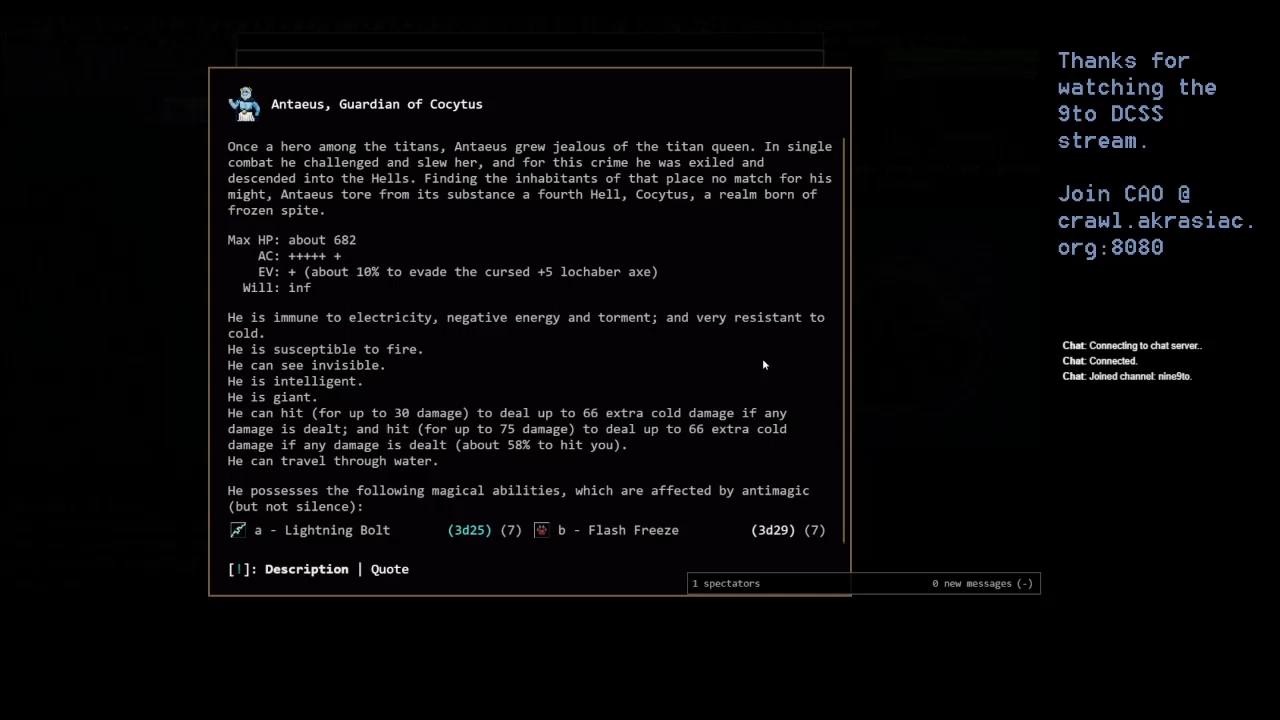 Antaeus, Guardian of Cocytus
Once a hero among the titans, Antaeus grew jealous of the titan queen. In single
combat he challenged and slew her, and for this crime he was exiled and
descended into the Hells. Finding the inhabitants of that place no match for his
might, Antaeus tore from its substance a fourth Hell, Cocytus, a realm born of
frozen spite.
Max HP: about 682
AC: +++++ +
EV: + (about 10% to evade the cursed +5 lochaber axe)
Will: inf
He is immune to electricity, negative energy and torment; and very resistant to
cold.
He is susceptible to fire.
He can see invisible.
He is intelligent.
He is giant.
He can hit (for up to 30 damage) to deal up to 66 extra cold damage if any
damage is dealt; and hit (for up to 75 damage) to deal up to 66 extra cold
damage if any damage is dealt (about 58% to hit you).
He can travel through water.
He possesses the following magical abilities, which are affected by antimagic
(but not silence):
a - Lightning Bolt (3d25) (7) b - Flash Freeze (3d29) (7)
[!]: Description | Quote
1 spectators 0 new messages (-)
Thanks for
watching the
9to DCSS
stream.
Join CAO @
crawl.akrasiac.
org:8080
Chat: Connecting to chat server..
Chat: Connected.
Chat: Joined channel: nine9to.